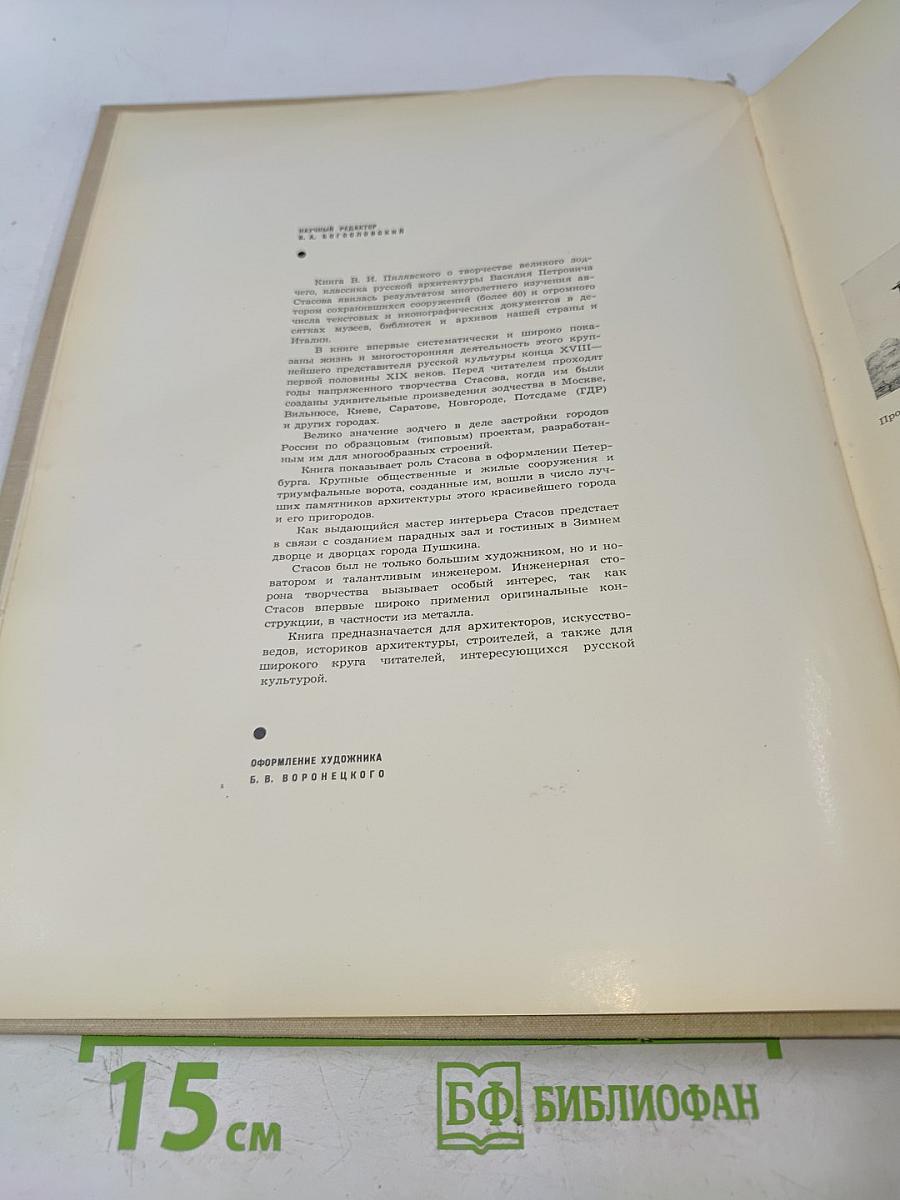 НАУЧНЫЙ РЕДАКТОР
В. А. БОГОСЛОВСКИЙ
Книга В. И. Пилявского о творчестве великого зод-
чего, классика русской архитектуры Василия Петровича
Стасова явилась результатом многолетнего изучения ав-
тором сохранившихся сооружений (более 60) и огромного
числа текстовых и иконографических документов в де-
сятках музеев, библиотек и архивов нашей страны и
Италии.
В книге впервые систематически и широко пока-
заны жизнь и многосторонняя деятельность этого круп-
нейшего представителя русской культуры конца XVIII—
первой половины XIX веков. Перед читателем проходят
годы напряженного творчества Стасова, когда им были
созданы удивительные произведения зодчества в Москве,
Вильнюсе, Киеве, Саратове, Новгороде, Потсдаме (ГДР)
и других городах.
Велико значение зодчего в деле застройки городов
России по образцовым (типовым) проектам, разработан-
ным им для многообразных строений.
Книга показывает роль Стасова в оформлении Петер-
бурга. Крупные общественные и жилые сооружения и
триумфальные ворота, созданные им, вошли в число луч-
ших памятников архитектуры этого красивейшего города
и его пригородов.
Как выдающийся мастер интерьера Стасов предстает
в связи с созданием парадных зал и гостиных в Зимнем
дворце и дворцах города Пушкина.
Стасов был не только большим художником, но и но-
ватором и талантливым инженером. Инженерная сто-
рона творчества вызывает особый интерес, так как
Стасов впервые широко применил оригинальные кон-
струкции, в частности из металла.
Книга предназначается для архитекторов, искусство-
ведов, историков архитектуры, строителей, а также для
широкого круга читателей, интересующихся русской
культурой.
ОФОРМЛЕНИЕ ХУДОЖНИКА
Б. В. ВОРОНЕЦКОГО
Про
15 см
БФ БИБЛИОФАН